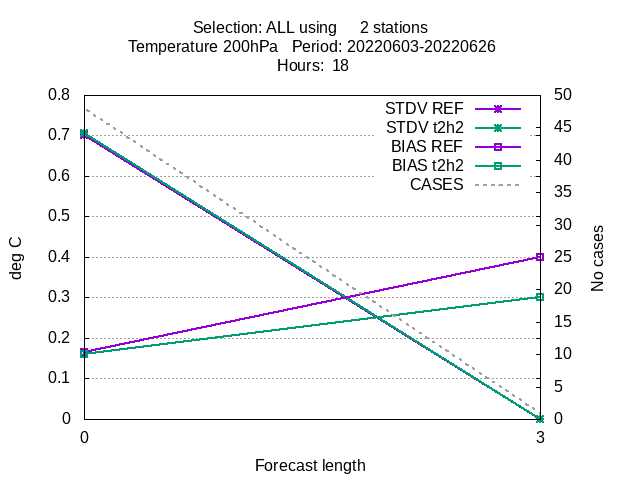 Selection: ALL using 2 stations
Temperature 200hPa Period: 20220603-20220626
Hours: 18
0.8
0.7
0.6
0.5
0.4
0.3
0.2
0.1
0
50
45
40
35
30
25
20
15
10
5
0
STDV REF
STDV t2h2
BIAS REF
BIAS t2h2
CASES
deg C
No cases
0 3
Forecast length